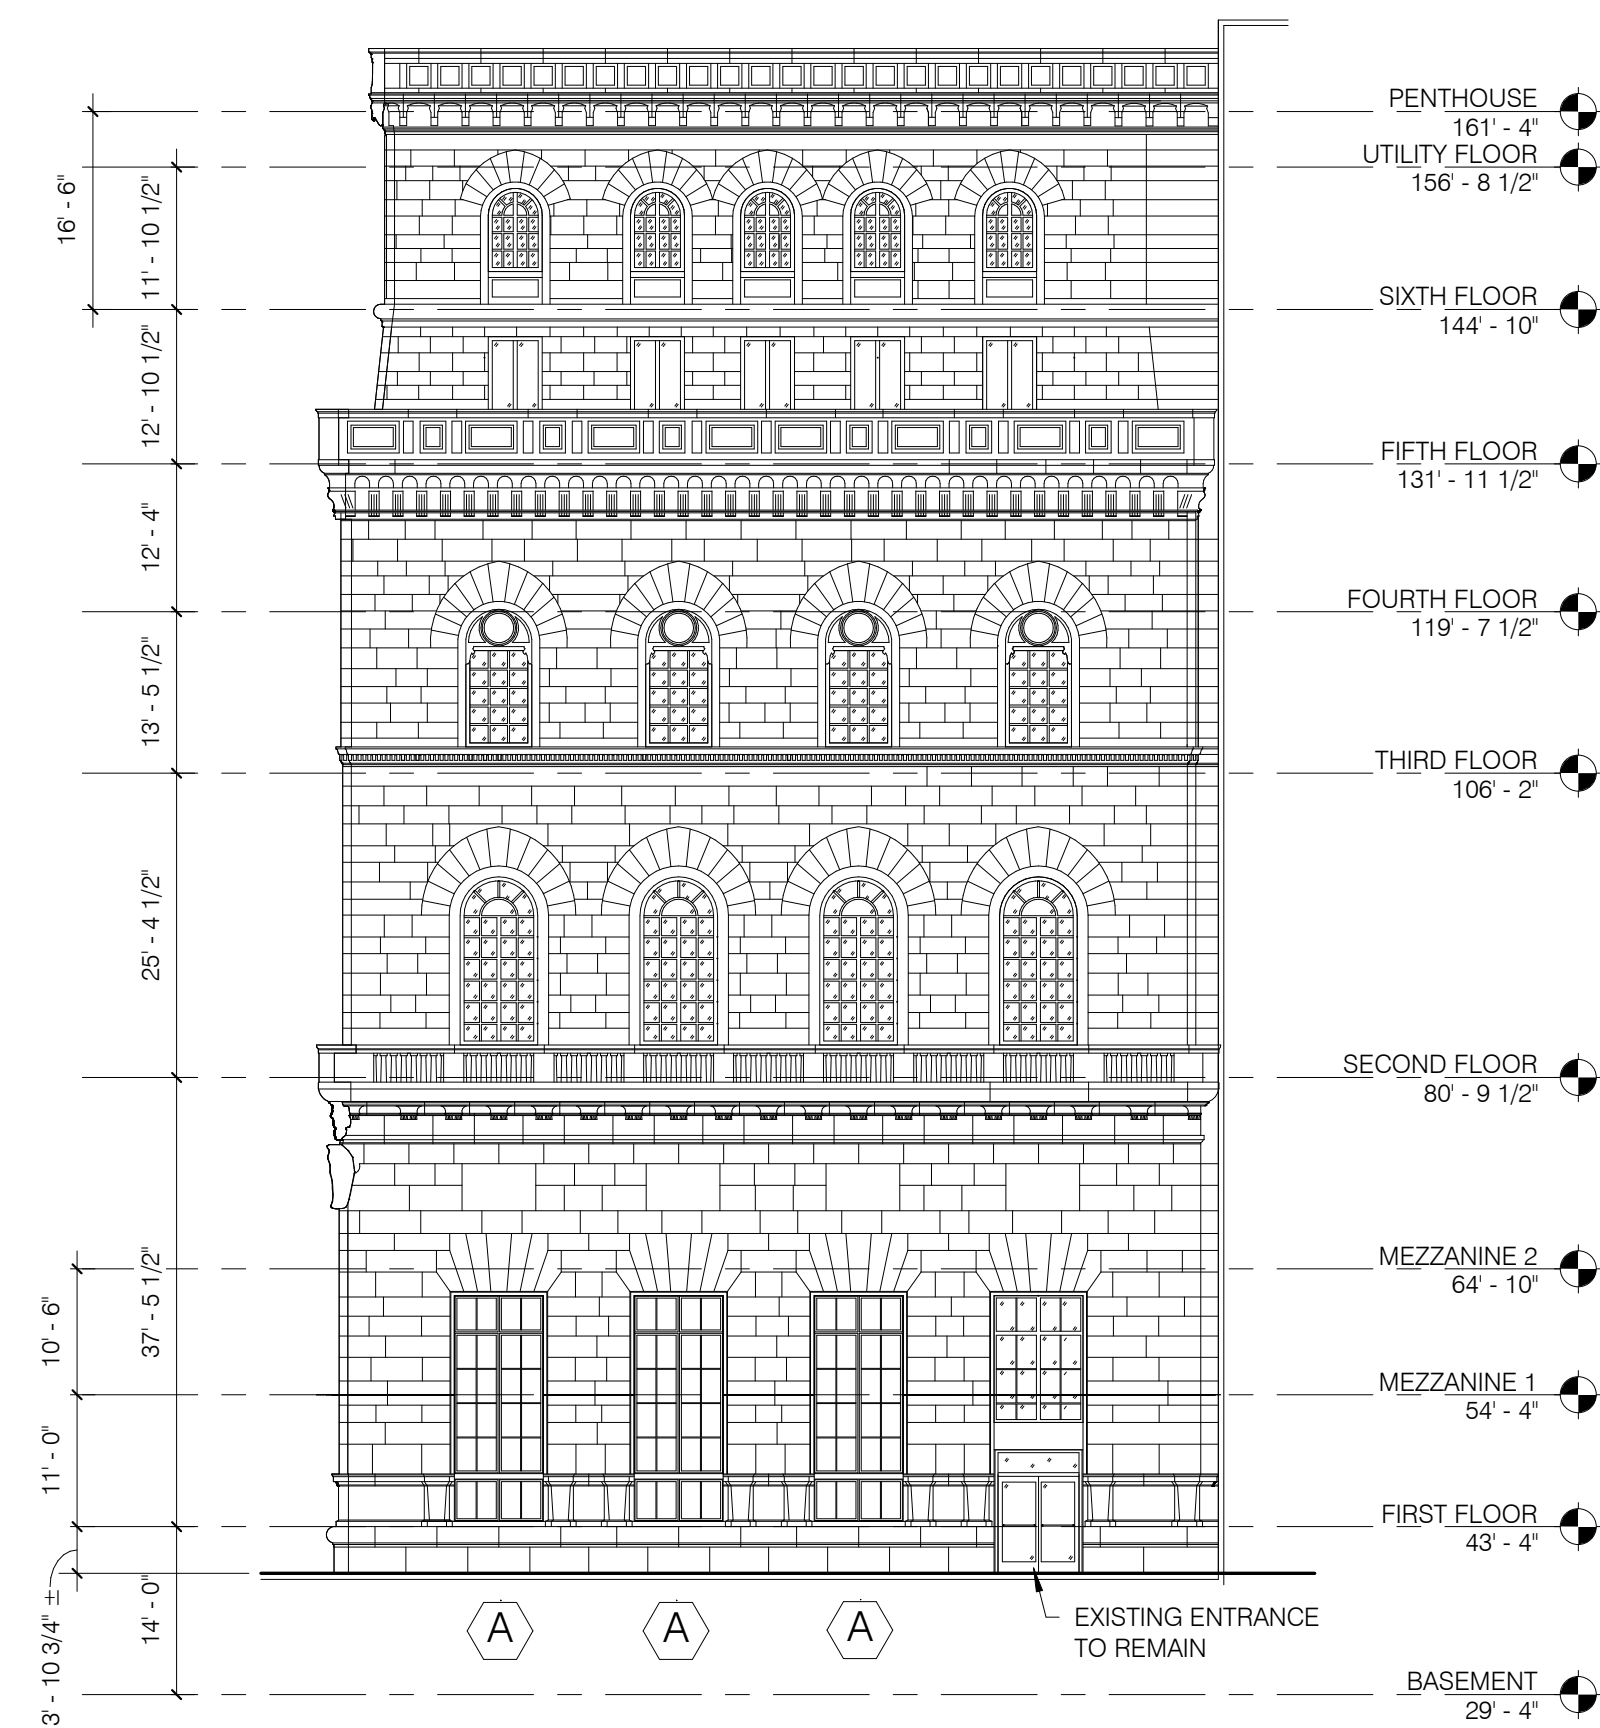 PENTHOUSE
161' - 4"
UTILITY FLOOR
156' - 8 1/2"
SIXTH FLOOR
144' - 10"
FIFTH FLOOR
131' - 11 1/2"
FOURTH FLOOR
119' - 7 1/2"
THIRD FLOOR
106' - 2"
SECOND FLOOR
80' - 9 1/2"
MEZZANINE 2
64' - 10"
MEZZANINE 1
54' - 4"
FIRST FLOOR
43' - 4"
BASEMENT
29' - 4"
16' - 6"
11' - 10 1/2"
12' - 10 1/2"
12' - 4"
13' - 5 1/2"
25' - 4 1/2"
37' - 5 1/2"
10' - 6"
11' - 0"
3' - 10 3/4" ±
14' - 0"
A
A
A
EXISTING ENTRANCE
TO REMAIN